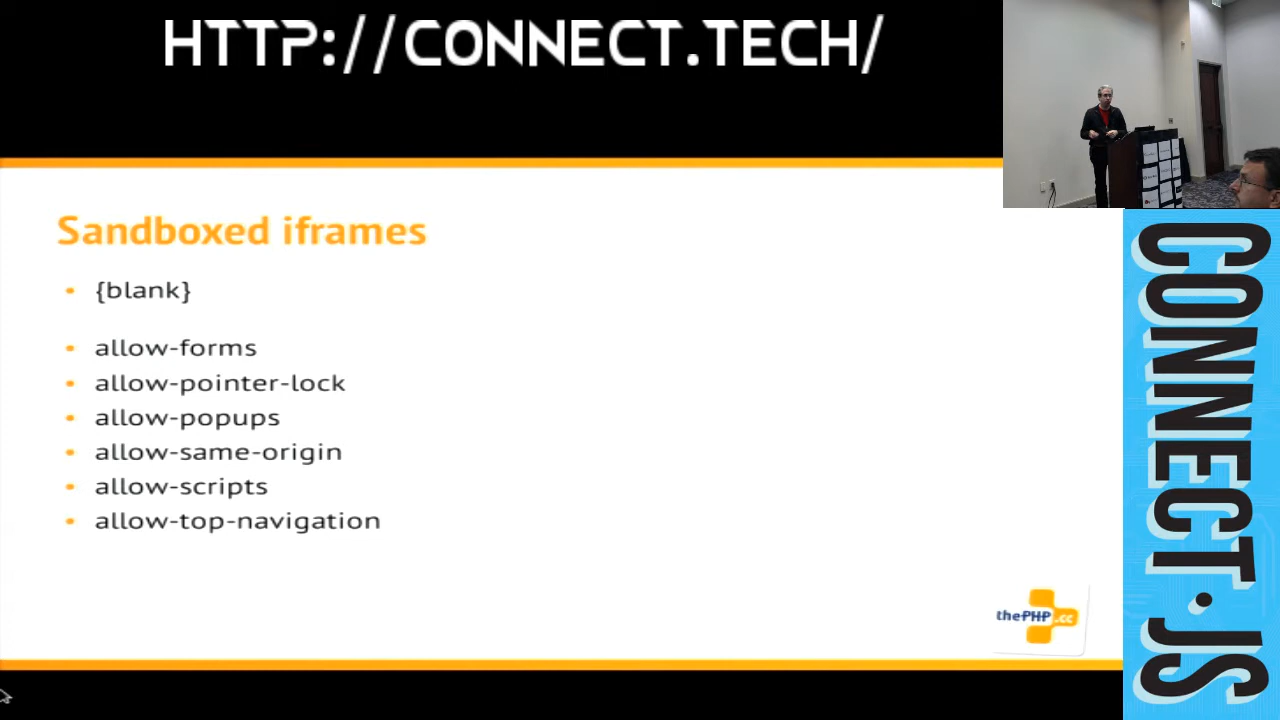 HTTP://CONNECT.TECH/
Sandboxed iframes
• {blank}
• allow-forms
• allow-pointer-lock
• allow-popups
• allow-same-origin
• allow-scripts
• allow-top-navigation
thePHP.cc
CONNECT.JS